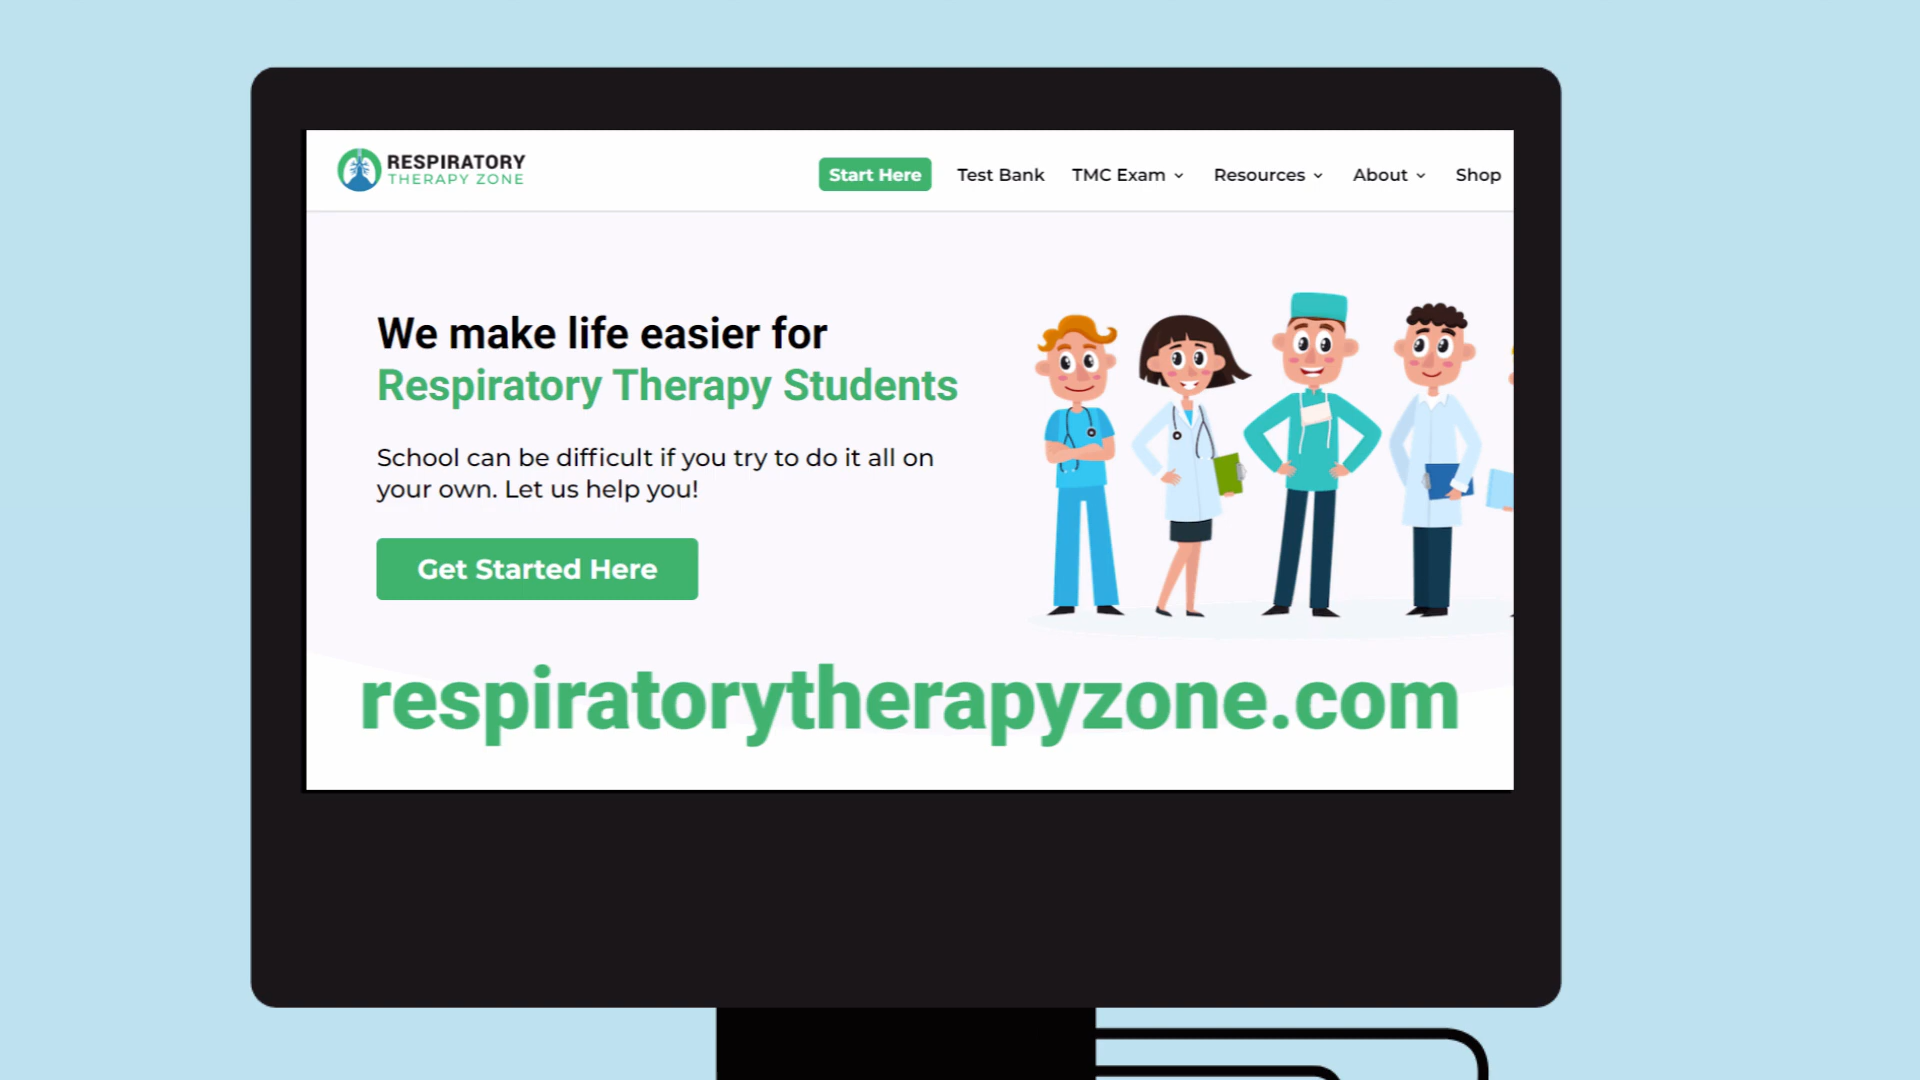 RESPIRATORY
THERAPY ZONE
Start Here
Test Bank
TMC Exam
Resources
About
Shop
We make life easier for
Respiratory Therapy Students
School can be difficult if you try to do it all on
your own. Let us help you!
Get Started Here
respiratorytherapyzone.com